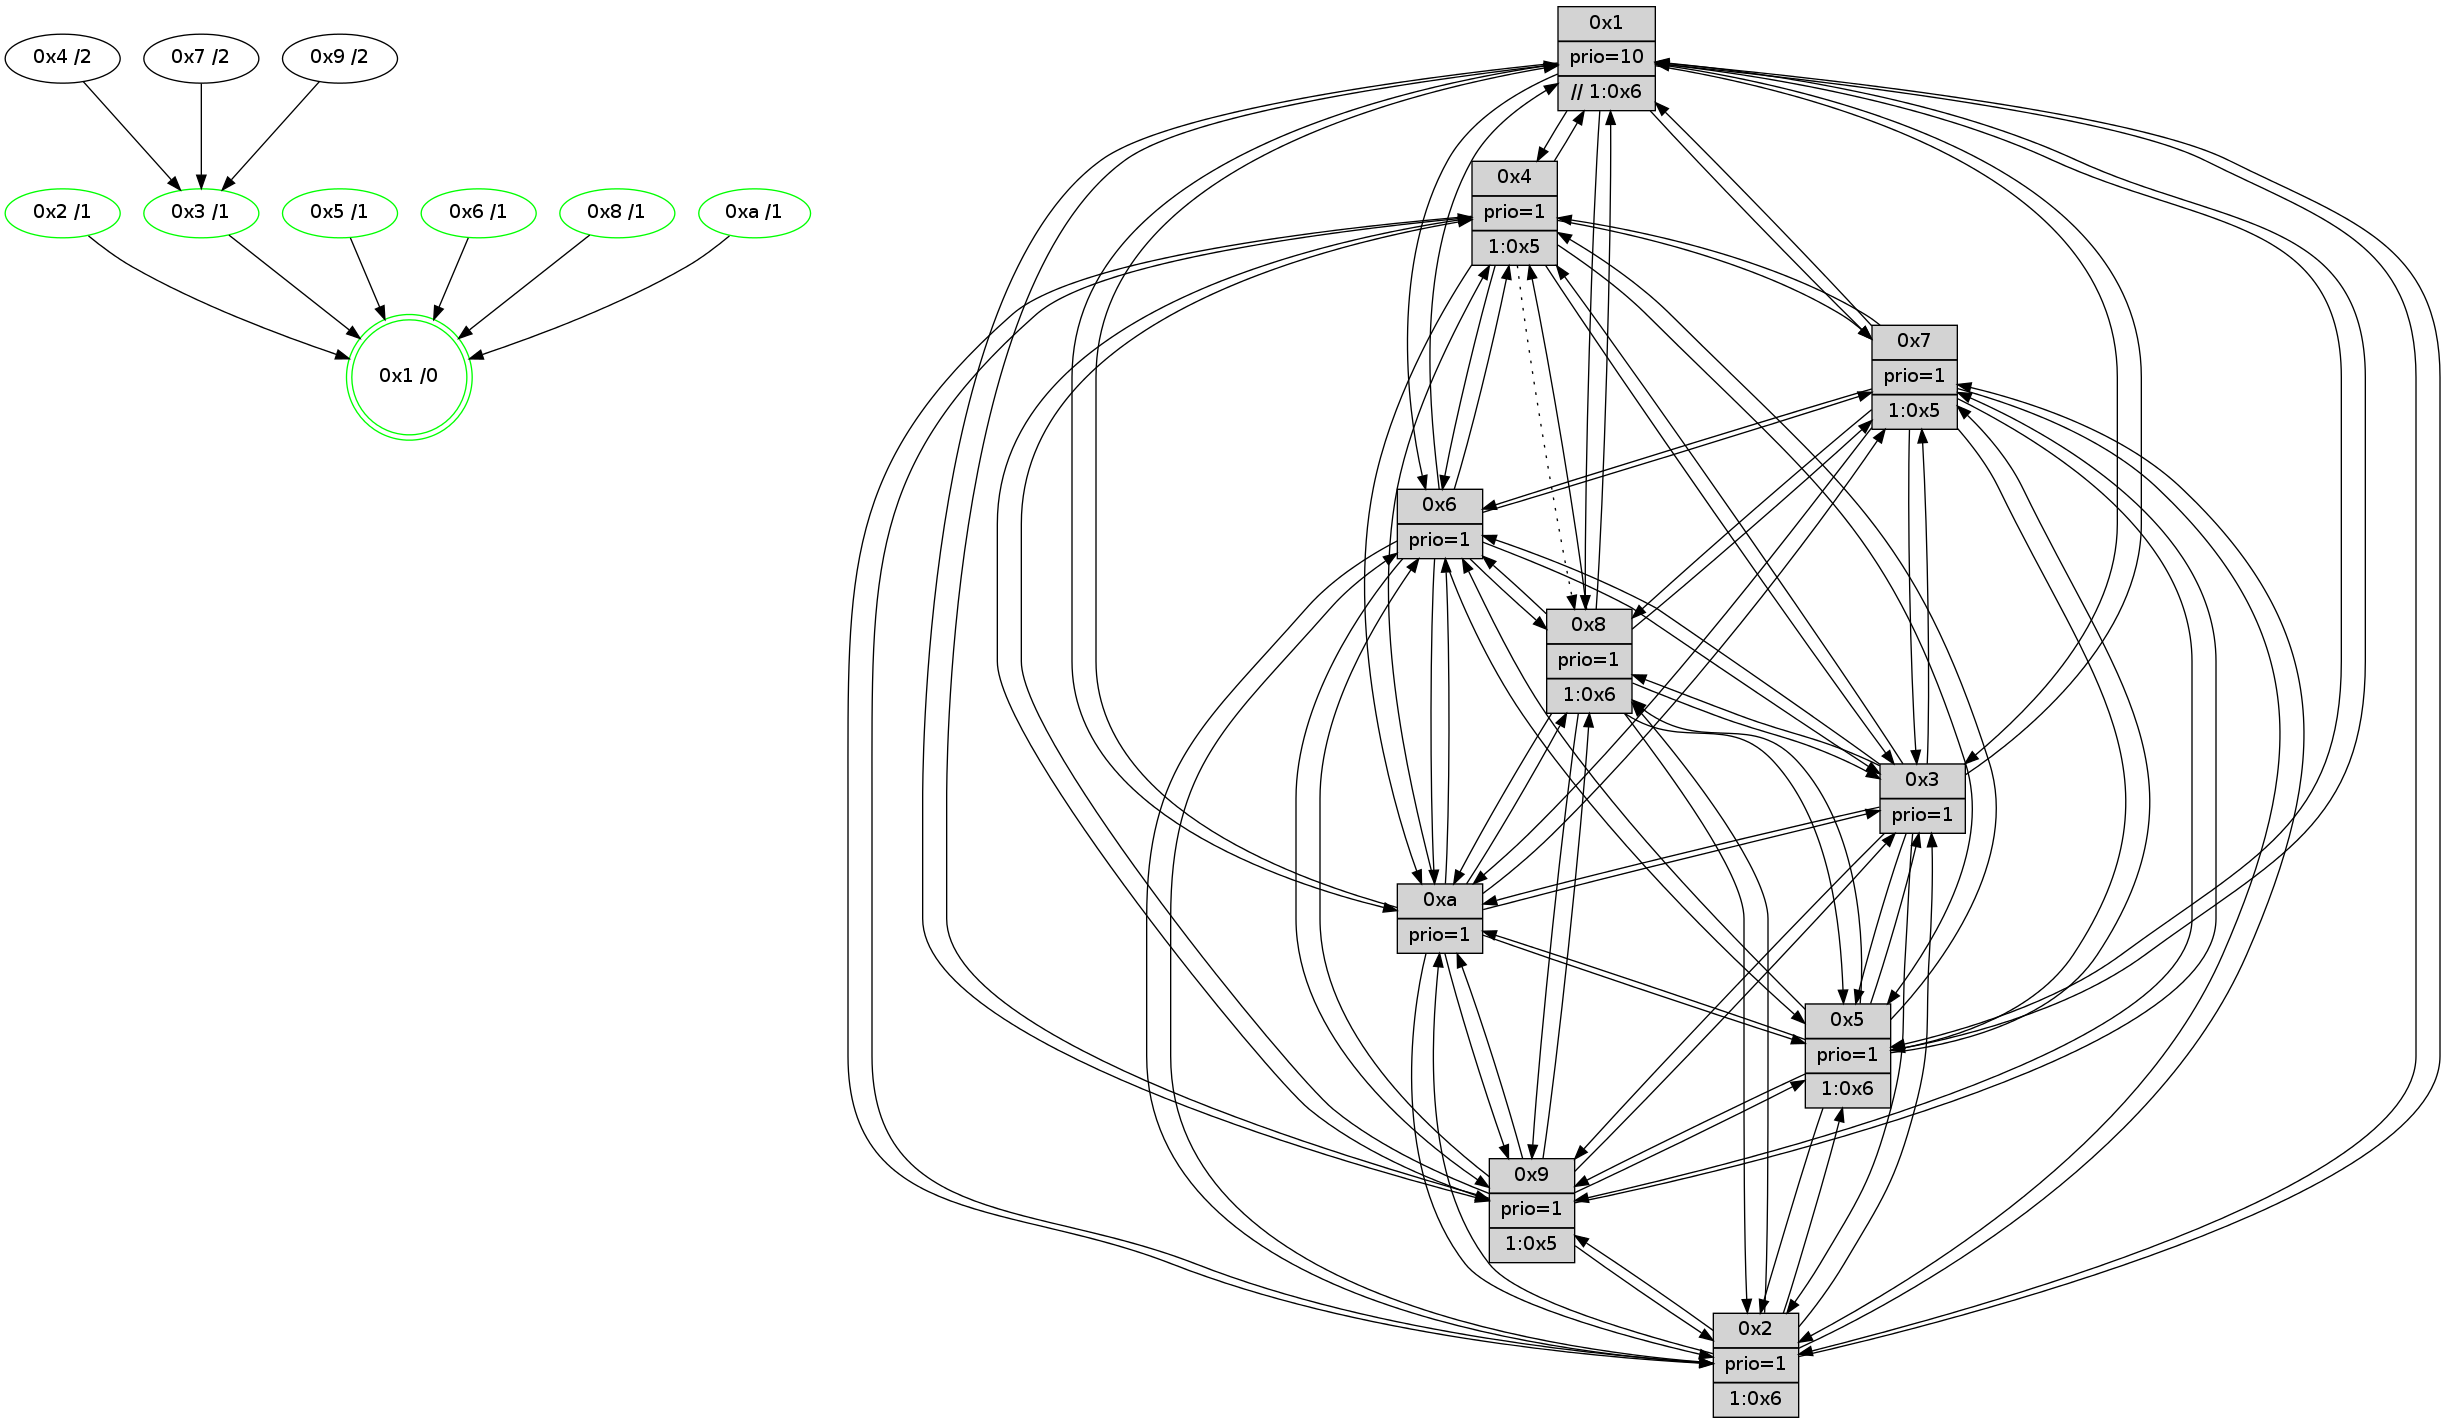 0x4 /2
0x7 /2
0x9 /2
0x2 /1
0x3 /1
0x5 /1
0x6 /1
0x8 /1
0xa /1
0x1 /0
0x1
prio=10
// 1:0x6
0x4
prio=1
1:0x5
0x7
prio=1
1:0x5
0x6
prio=1
0x8
prio=1
1:0x6
0x3
prio=1
0xa
prio=1
0x5
prio=1
1:0x6
0x9
prio=1
1:0x5
0x2
prio=1
1:0x6